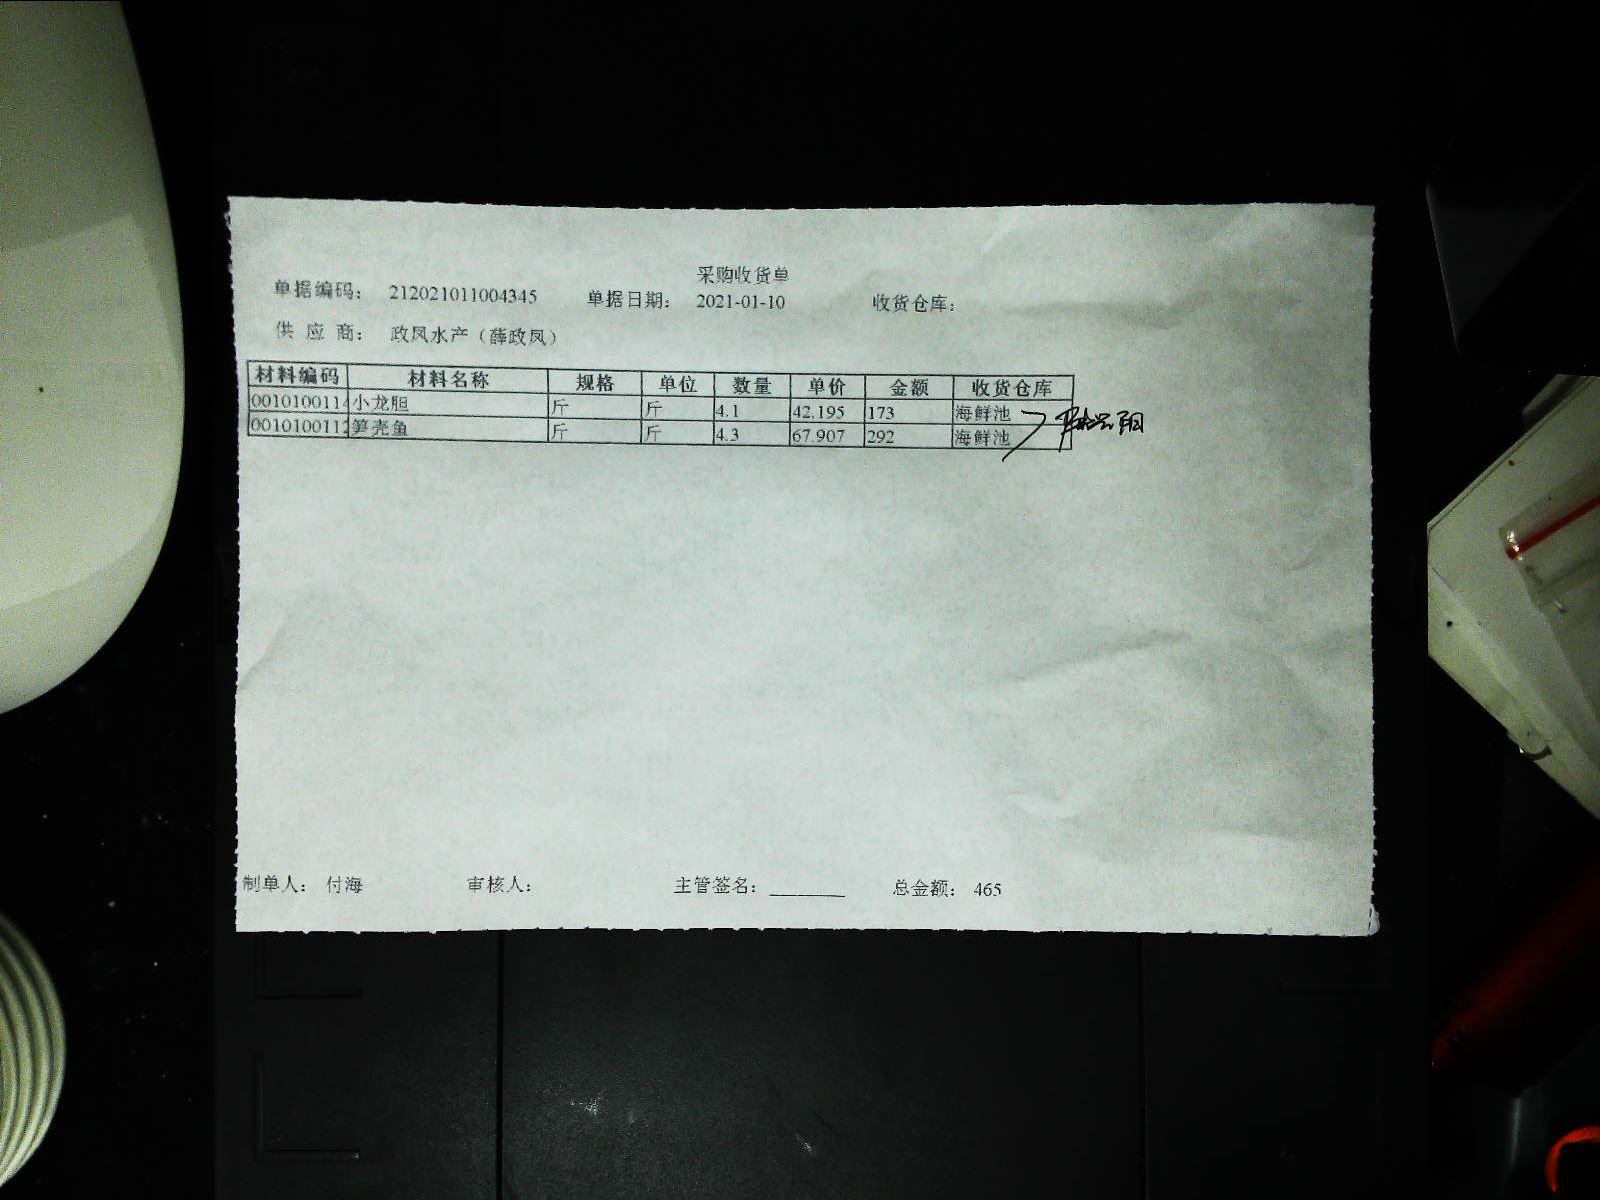 采购收货单
单据编码： 212021011004345 单据日期： 2021-01-10 收货仓库：
供 应 商： 政凤水产（薛政凤）
材料编码 材料名称 规格 单位 数量 单价 金额 收货仓库
001010011 小龙胆 斤 斤 4.1 42.195 173 海鲜池
0010100112 笋壳鱼 斤 斤 4.3 67.907 292 海鲜池
制单人： 付海 审核人： 主管签名： ________ 总金额： 465